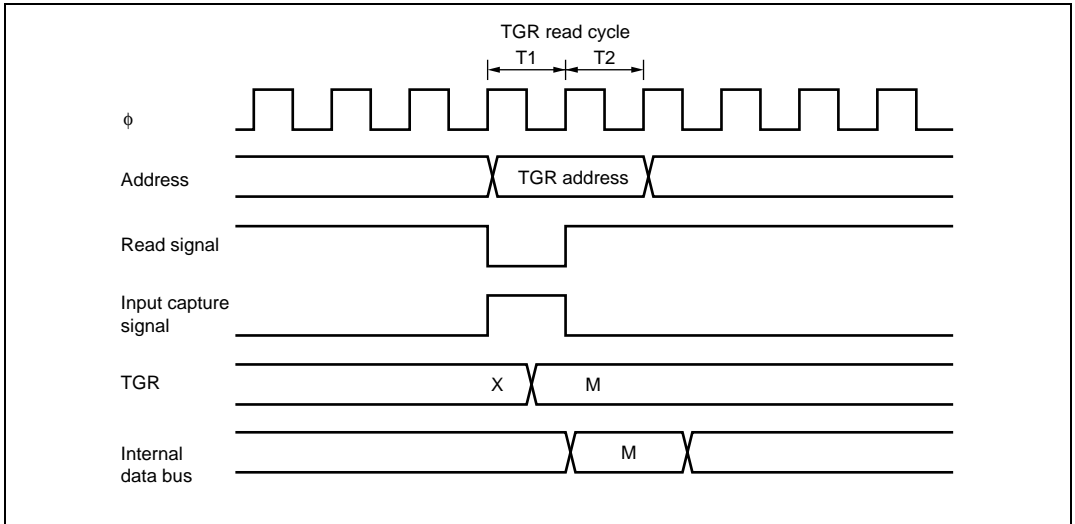 TGR read cycle
T1 T2
ϕ
Address
TGR address
Read signal
Input capture
signal
TGR
X M
Internal
data bus
M